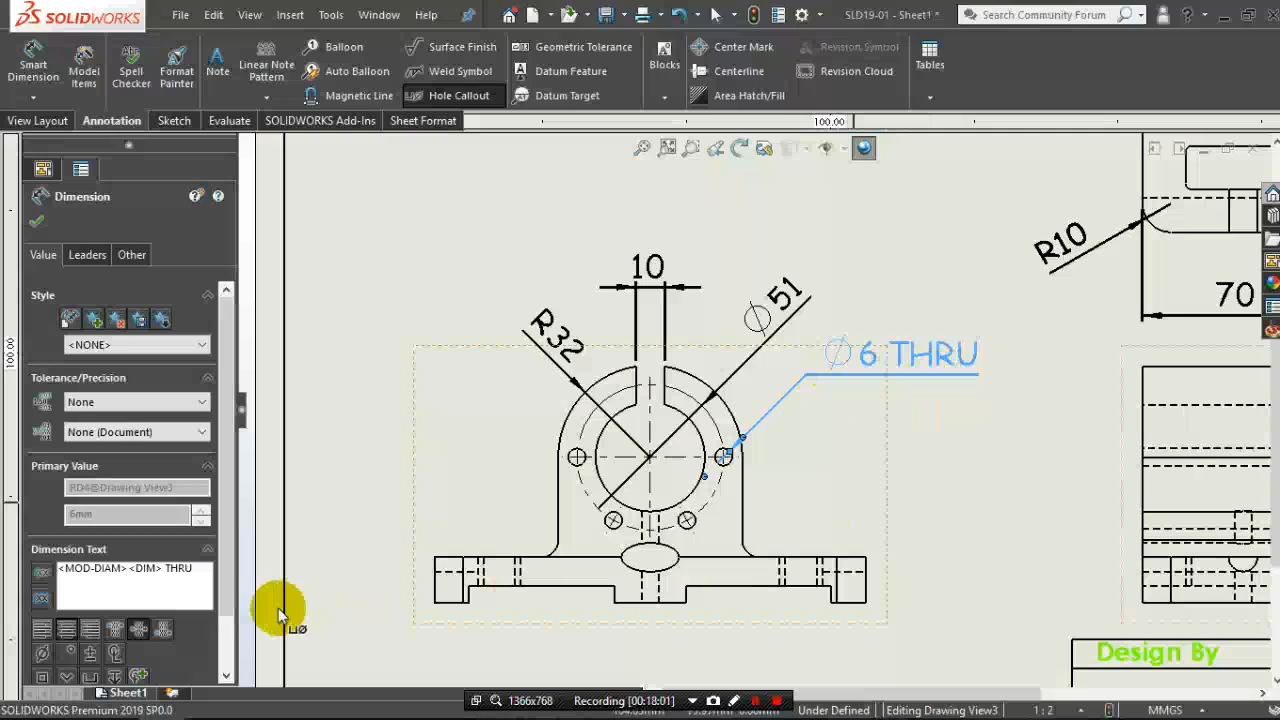 SOLIDWORKS File Edit View Insert Tools Window Help SLD19-01 - Sheet1 * Search Community Forum ?
Smart Dimension
Model Items
Spell Checker
Format Painter
Note
Linear Note Pattern
Balloon
Auto Balloon
Magnetic Line
Surface Finish
Weld Symbol
Hole Callout
Geometric Tolerance
Datum Feature
Datum Target
Blocks
Center Mark
Centerline
Area Hatch/Fill
Revision Symbol
Revision Cloud
Tables
View Layout Annotation Sketch Evaluate SOLIDWORKS Add-Ins Sheet Format
100.00
100.00
Dimension
Value Leaders Other
Style
<NONE>
Tolerance/Precision
None
None (Document)
Primary Value
RD4@Drawing View3
6mm
Dimension Text
<MOD-DIAM> <DIM> THRU
10
R32
∅ 51
∅ 6 THRU
R10
70
Design By
Sheet1
1366x768 Recording [00:18:01]
SOLIDWORKS Premium 2019 SP0.0 Under Defined Editing Drawing View3 1 : 2 MMGS